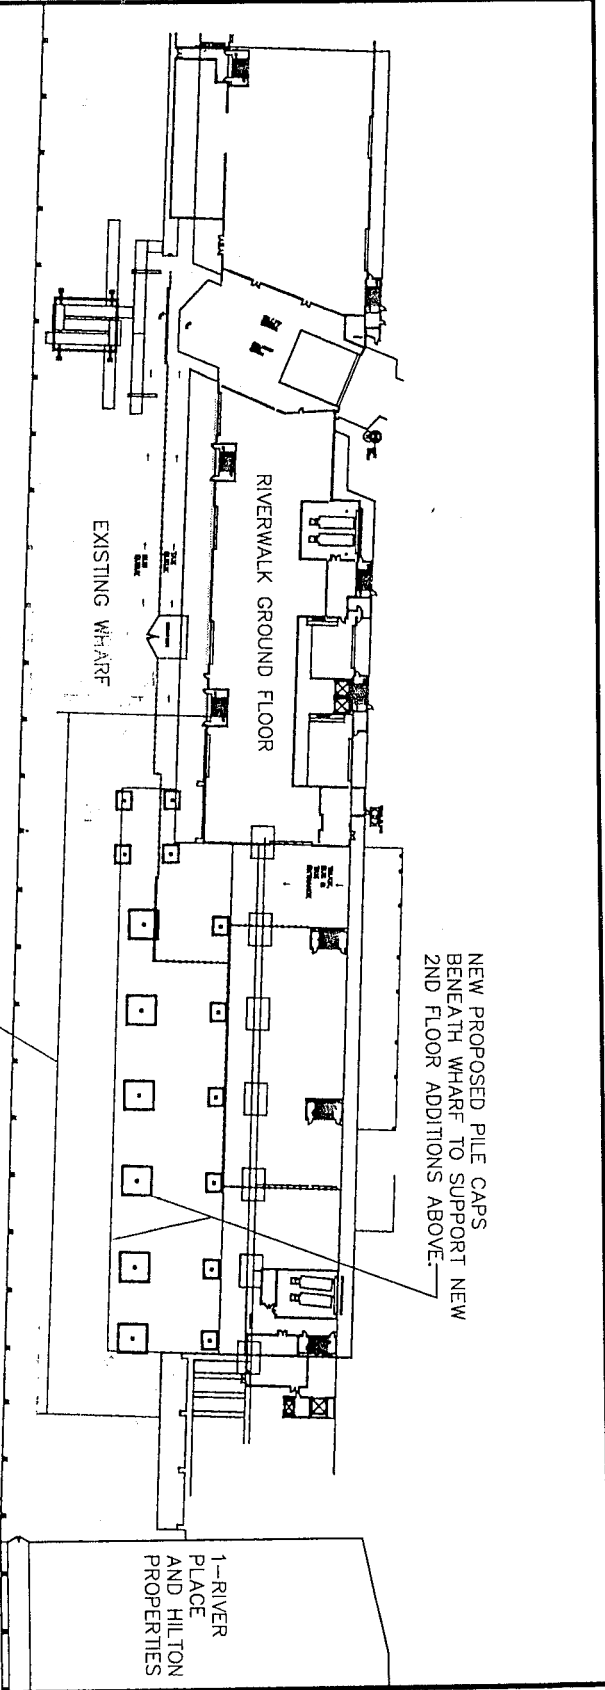 NEW PROPOSED PILE CAPS
BENEATH WHARF TO SUPPORT NEW
2ND FLOOR ADDITIONS ABOVE.
RIVERWALK GROUND FLOOR
EXISTING WHARF
1-RIVER
PLACE
AND HILTON
PROPERTIES